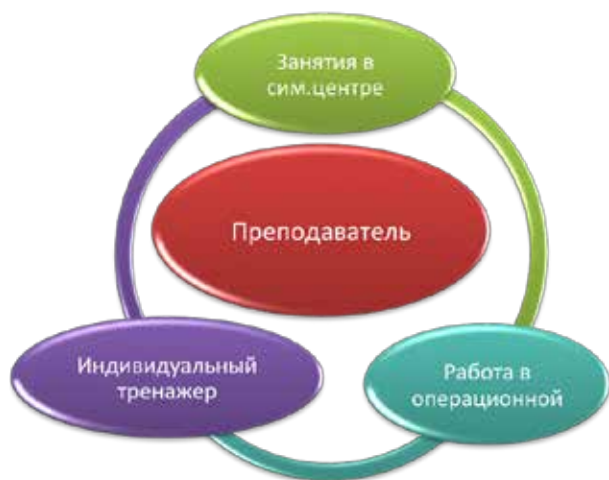 Занятия в
сим.центре
Преподаватель
Индивидуальный
тренажер
Работа в
операционной